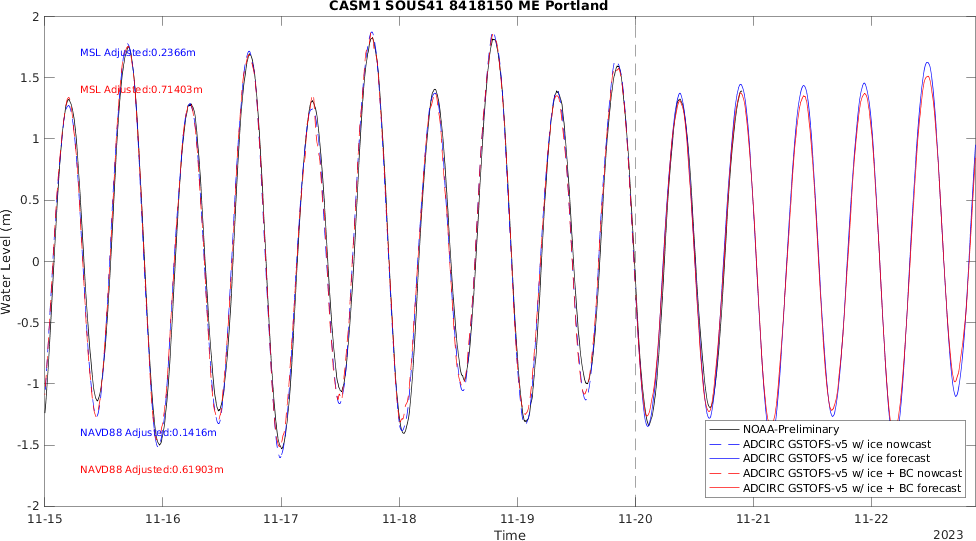 CASM1 SOUS41 8418150 ME Portland
2
1.5
1
0.5
0
-0.5
-1
-1.5
-2
Water Level (m)
MSL Adjusted:0.2366m
MSL Adjusted:0.71403m
NAVD88 Adjusted:0.1416m
NAVD88 Adjusted:0.61903m
NOAA-Preliminary
ADCIRC GSTOFS-v5 w/ ice nowcast
ADCIRC GSTOFS-v5 w/ ice forecast
ADCIRC GSTOFS-v5 w/ ice + BC nowcast
ADCIRC GSTOFS-v5 w/ ice + BC forecast
11-15 11-16 11-17 11-18 11-19 11-20 11-21 11-22
Time
2023